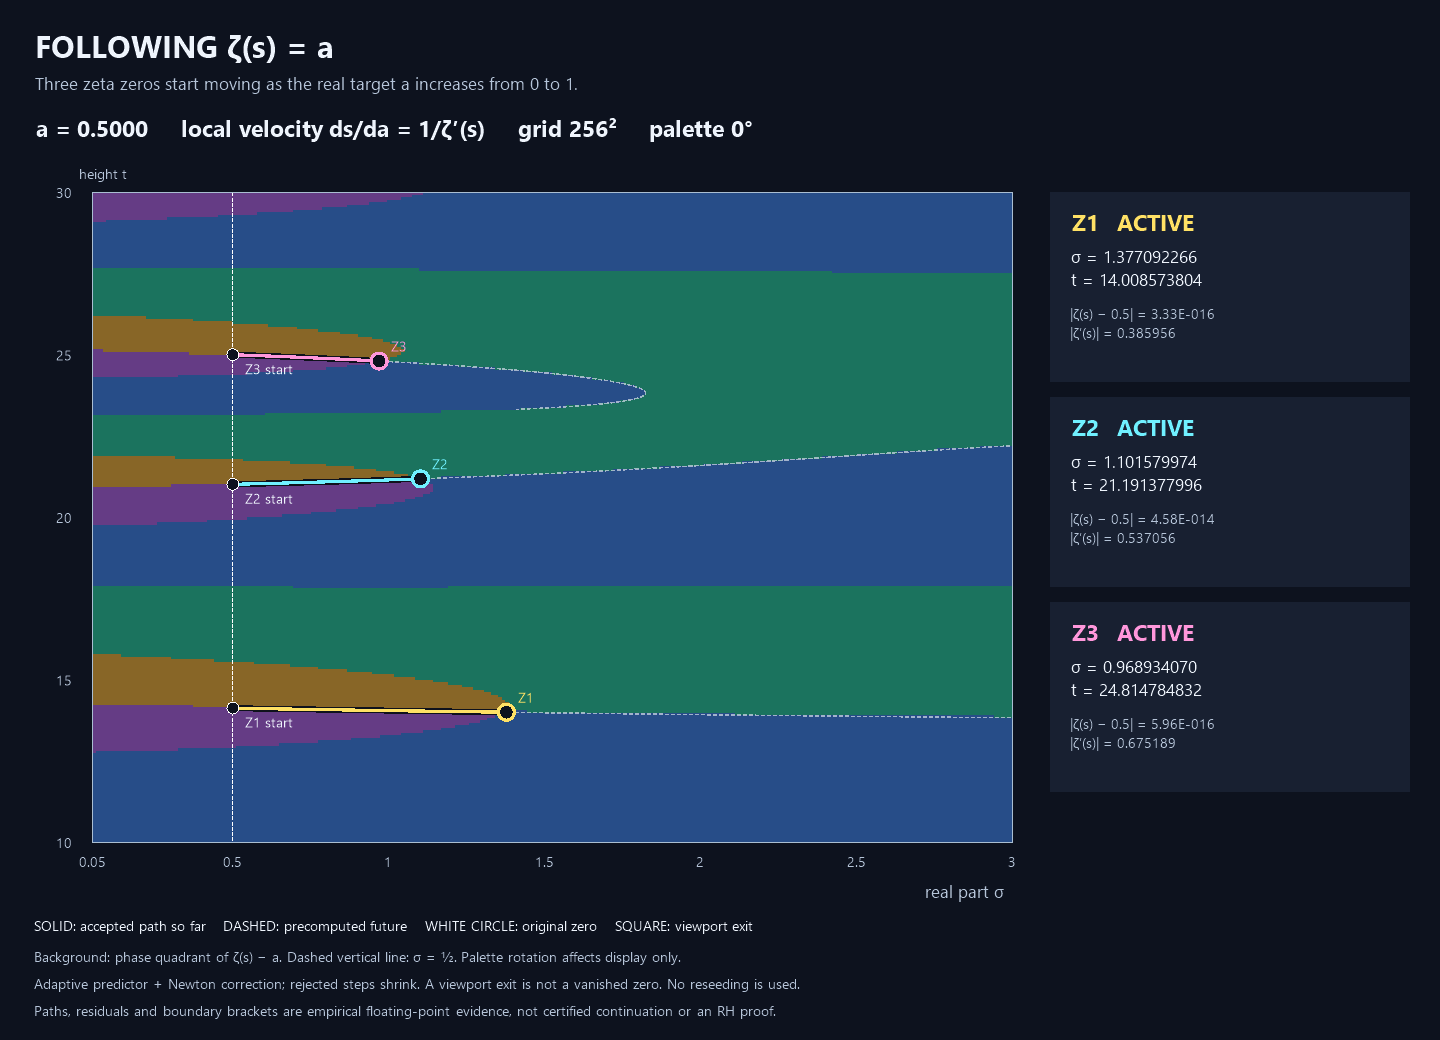 FOLLOWING ζ(s) = a
Three zeta zeros start moving as the real target a increases from 0 to 1.
a = 0.5000 local velocity ds/da = 1/ζ′(s) grid 256² palette 0°
height t
30
25
20
15
10
Z3
Z3 start
Z2
Z2 start
Z1
Z1 start
0.05 0.5 1 1.5 2 2.5 3
real part σ
Z1 ACTIVE
σ = 1.377092266
t = 14.008573804
|ζ(s) − 0.5| = 3.33E-016
|ζ′(s)| = 0.385956
Z2 ACTIVE
σ = 1.101579974
t = 21.191377996
|ζ(s) − 0.5| = 4.58E-014
|ζ′(s)| = 0.537056
Z3 ACTIVE
σ = 0.968934070
t = 24.814784832
|ζ(s) − 0.5| = 5.96E-016
|ζ′(s)| = 0.675189
SOLID: accepted path so far DASHED: precomputed future WHITE CIRCLE: original zero SQUARE: viewport exit
Background: phase quadrant of ζ(s) − a. Dashed vertical line: σ = ½. Palette rotation affects display only.
Adaptive predictor + Newton correction; rejected steps shrink. A viewport exit is not a vanished zero. No reseeding is used.
Paths, residuals and boundary brackets are empirical floating-point evidence, not certified continuation or an RH proof.